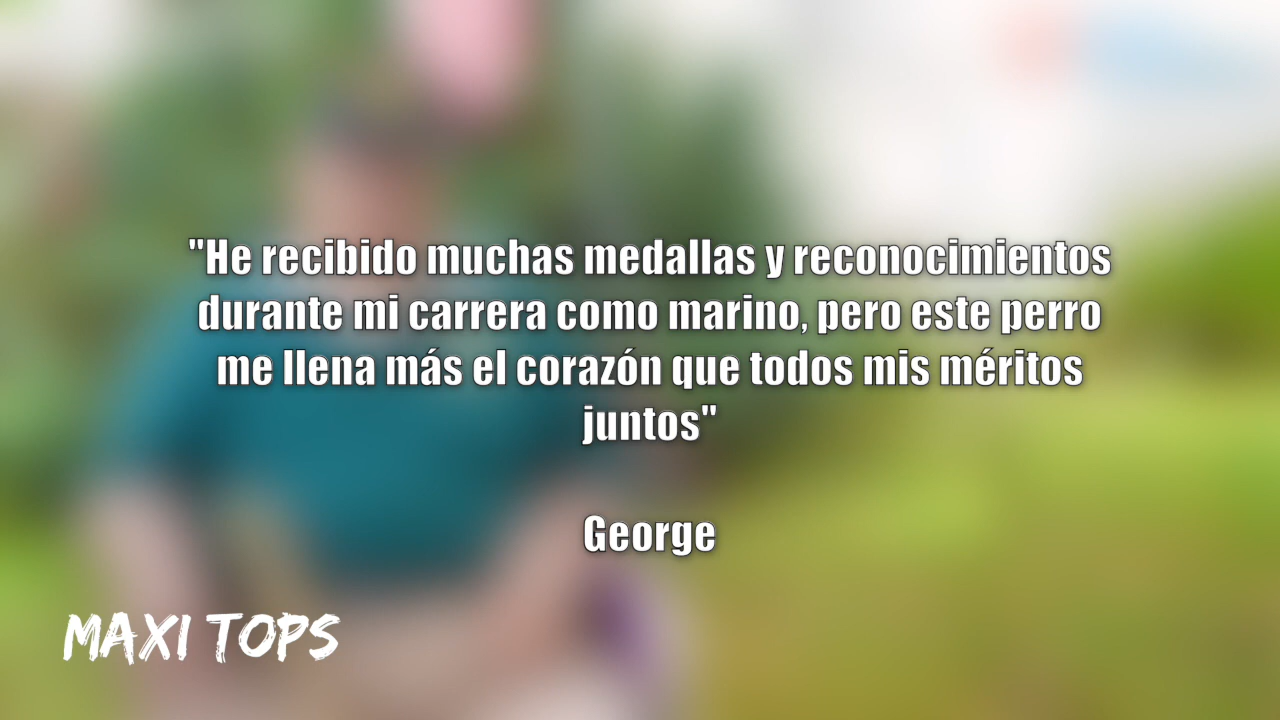 "He recibido muchas medallas y reconocimientos
durante mi carrera como marino, pero este perro
me llena más el corazón que todos mis méritos
juntos"
George
MAXI TOPS